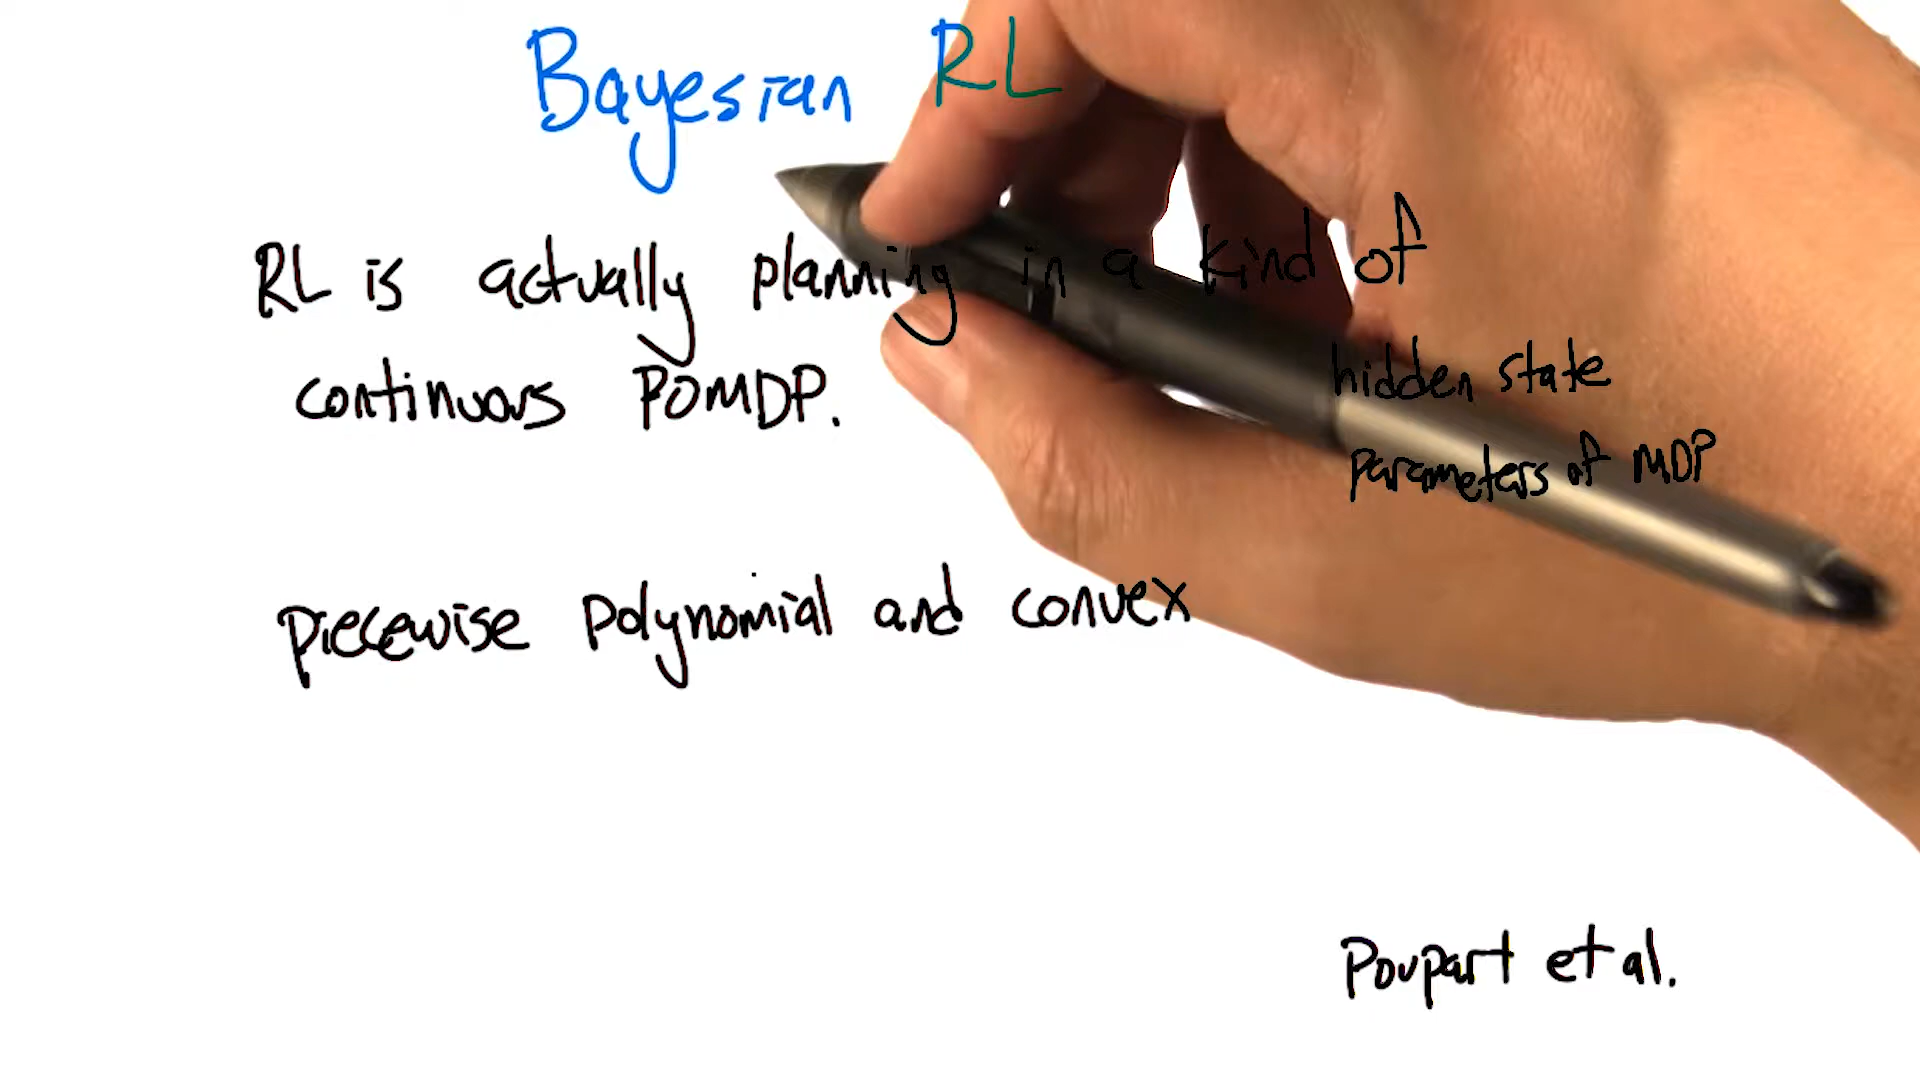 Bayesian RL
RL is actually planning in a kind of
continuous POMDP.
hidden state
parameters of MDP
piecewise polynomial and convex
Poupart et al.